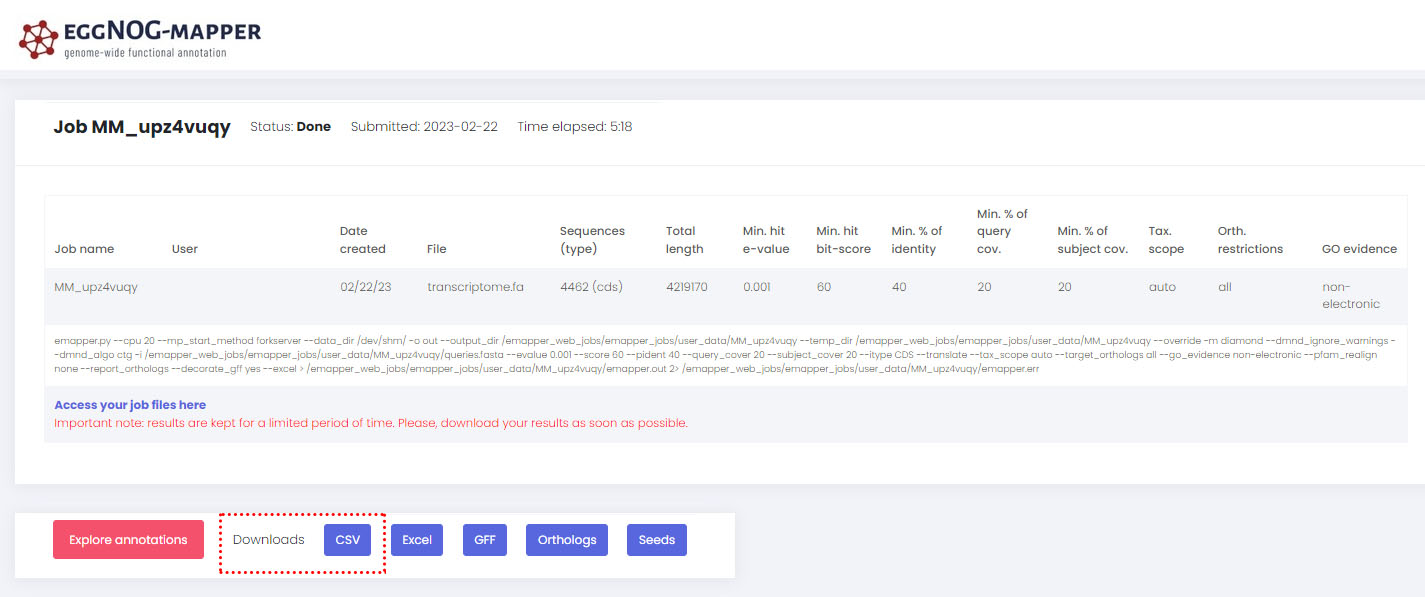 EGGNOG-MAPPER
genome-wide functional annotation
Job MM_upz4vuqy Status: Done Submitted: 2023-02-22 Time elapsed: 5:18
Job name User Date created File Sequences (type) Total length Min. hit e-value Min. hit bit-score Min. % of identity Min. % of query cov. Min. % of subject cov. Tax. scope Orth. restrictions GO evidence
MM_upz4vuqy 02/22/23 transcriptome.fa 4462 (cds) 4219170 0.001 60 40 20 20 auto all non-electronic
emapper.py --cpu 20 --mp_start_method forkserver --data_dir /dev/shm/ -o out --output_dir /emapper_web_jobs/emapper_jobs/user_data/MM_upz4vuqy --temp_dir /emapper_web_jobs/emapper_jobs/user_data/MM_upz4vuqy --override -m diamond --dmnd_ignore_warnings -
-dmnd_algo ctg -i /emapper_web_jobs/emapper_jobs/user_data/MM_upz4vuqy/queries.fasta --evalue 0.001 --score 60 --pident 40 --query_cover 20 --subject_cover 20 --itype CDS --translate --tax_scope auto --target_orthologs all --go_evidence non-electronic --pfam_realign
none --report_orthologs --decorate_gff yes --excel > /emapper_web_jobs/emapper_jobs/user_data/MM_upz4vuqy/emapper.out 2> /emapper_web_jobs/emapper_jobs/user_data/MM_upz4vuqy/emapper.err
Access your job files here
Important note: results are kept for a limited period of time. Please, download your results as soon as possible.
Explore annotations Downloads CSV Excel GFF Orthologs Seeds